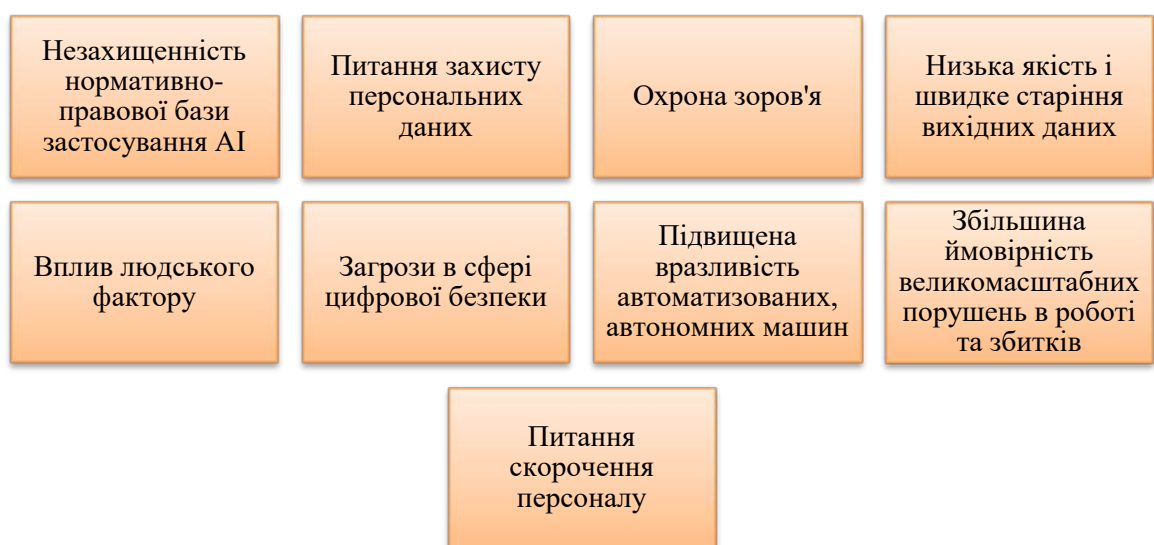 Незахищенність
нормативно-
правової бази
застосування AI
Питання захисту
персональних
даних
Охрона зоров'я
Низька якість і
швидке старіння
вихідних даних
Вплив людського
фактору
Загрози в сфері
цифрової безпеки
Підвищена
вразливість
автоматизованих,
автономних машин
Збільшина
ймовірність
великомасштабних
порушень в роботі
та збитків
Питання
скорочення
персоналу